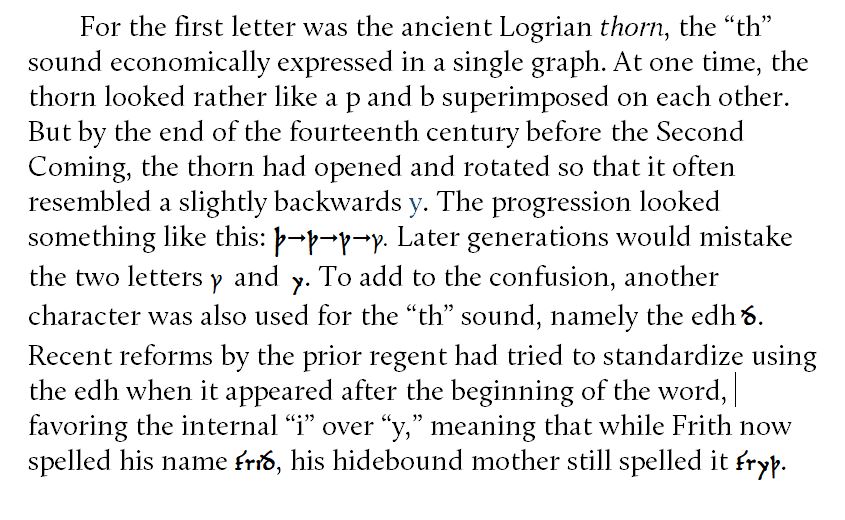 For the first letter was the ancient Logrian thorn, the “th”
sound economically expressed in a single graph. At one time, the
thorn looked rather like a p and b superimposed on each other.
But by the end of the fourteenth century before the Second
Coming, the thorn had opened and rotated so that it often
resembled a slightly backwards y. The progression looked
something like this: þ→þ→p→y. Later generations would mistake
the two letters y and y. To add to the confusion, another
character was also used for the “th” sound, namely the edh ð.
Recent reforms by the prior regent had tried to standardize using
the edh when it appeared after the beginning of the word,
favoring the internal “i” over “y,” meaning that while Frith now
spelled his name frið, his hidebound mother still spelled it fryþ.